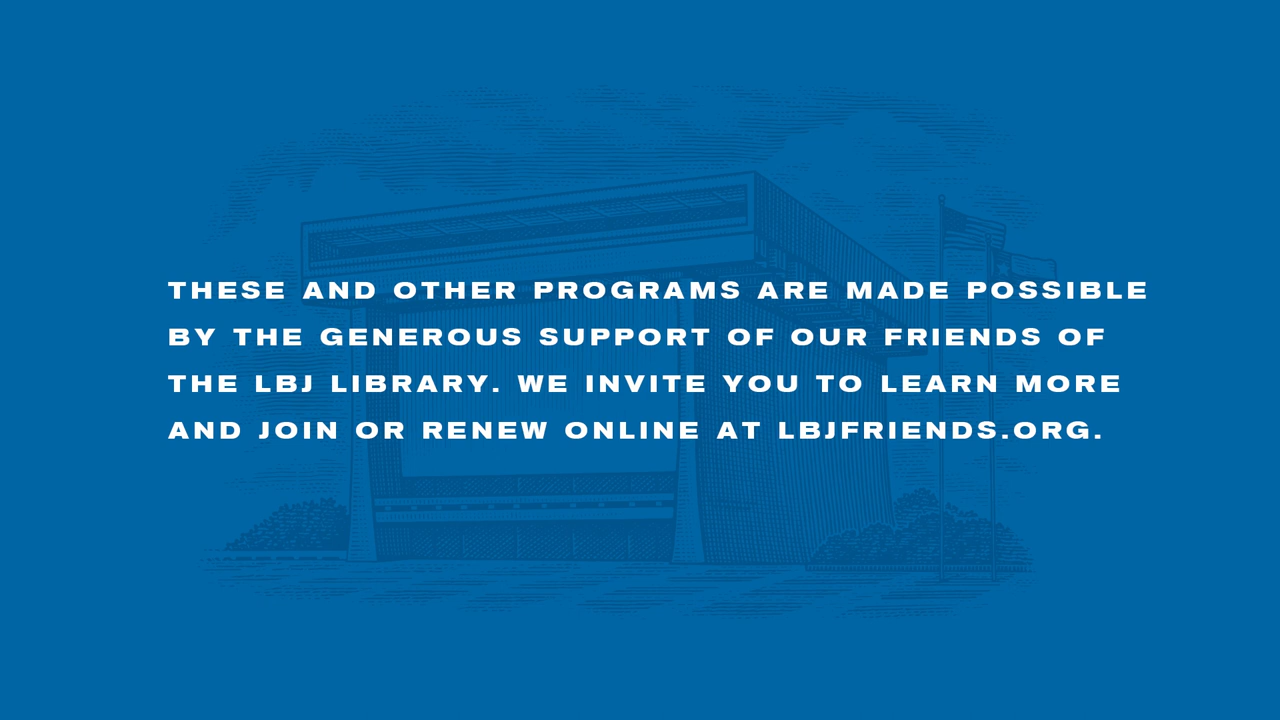 THESE AND OTHER PROGRAMS ARE MADE POSSIBLE
BY THE GENEROUS SUPPORT OF OUR FRIENDS OF
THE LBJ LIBRARY. WE INVITE YOU TO LEARN MORE
AND JOIN OR RENEW ONLINE AT LBJFRIENDS.ORG.